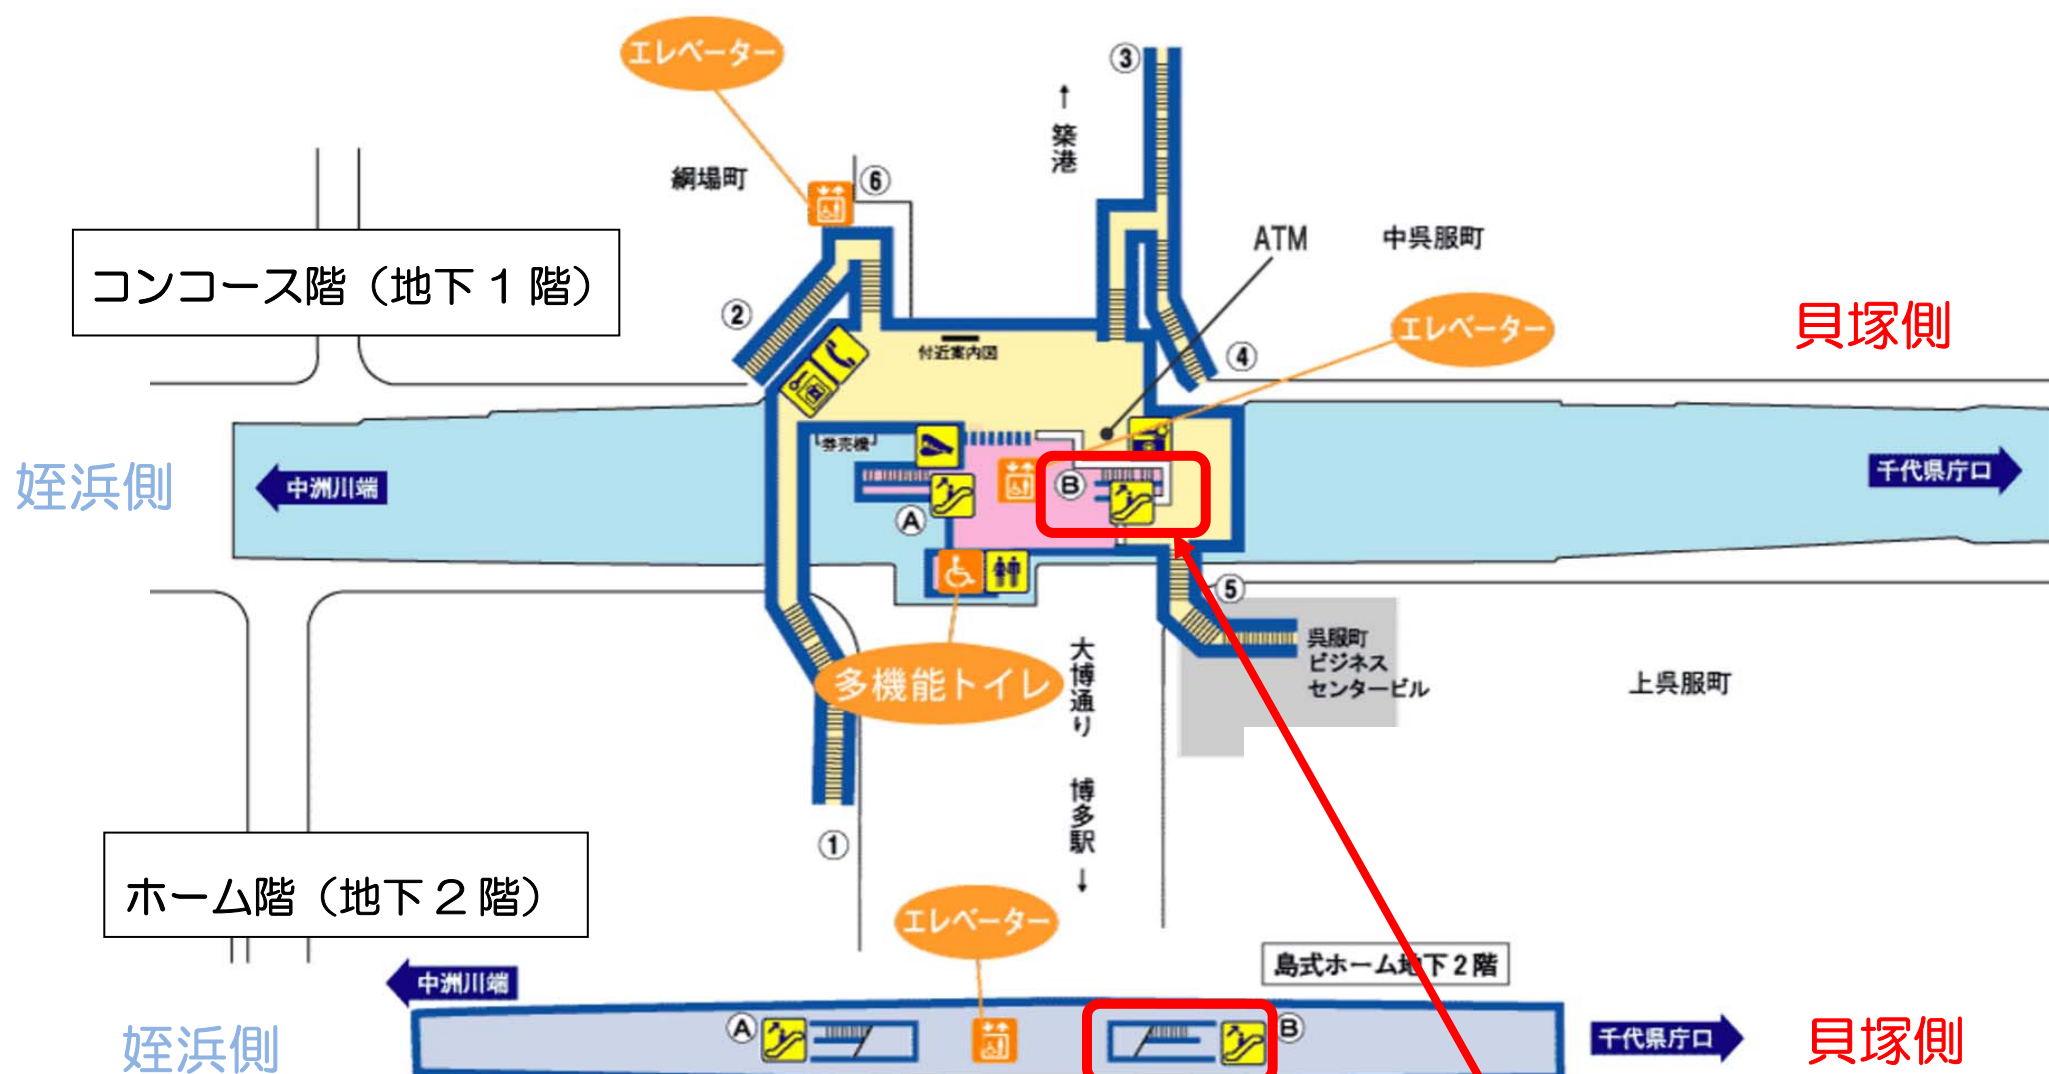 エレベーター
③
↑
築港
綱場町
⑥
ATM
中呉服町
コンコース階（地下１階）
②
付近案内図
エレベーター
④
貝塚側
券売機
姪浜側
中洲川端
Ⓐ
Ⓑ
千代県庁口
⑤
呉服町
ビジネス
センタービル
上呉服町
多機能トイレ
大博通り
博多駅
↓
①
ホーム階（地下２階）
エレベーター
島式ホーム地下２階
中洲川端
姪浜側
Ⓐ
Ⓑ
千代県庁口
貝塚側